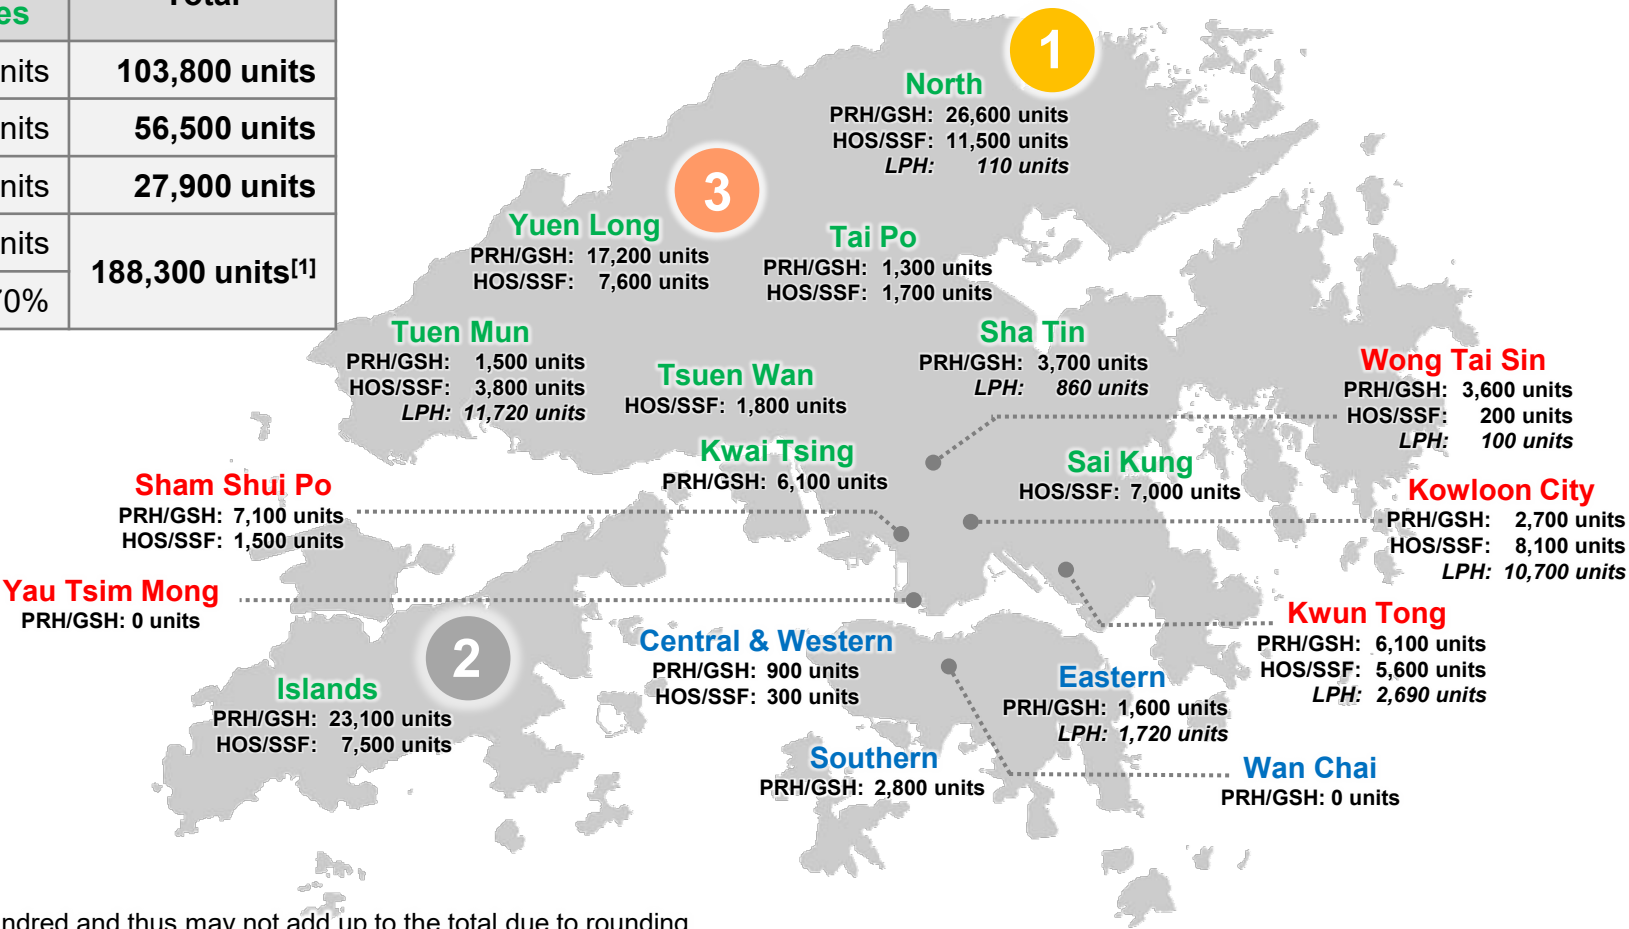 Total
es
nits 103,800 units
nits 56,500 units
nits 27,900 units
nits
188,300 units[1]
70%
1
North
PRH/GSH: 26,600 units
HOS/SSF: 11,500 units
LPH: 110 units
3
Yuen Long
PRH/GSH: 17,200 units
HOS/SSF: 7,600 units
Tai Po
PRH/GSH: 1,300 units
HOS/SSF: 1,700 units
Tuen Mun
PRH/GSH: 1,500 units
HOS/SSF: 3,800 units
LPH: 11,720 units
Tsuen Wan
HOS/SSF: 1,800 units
Sha Tin
PRH/GSH: 3,700 units
LPH: 860 units
Wong Tai Sin
PRH/GSH: 3,600 units
HOS/SSF: 200 units
LPH: 100 units
Kwai Tsing
PRH/GSH: 6,100 units
Sai Kung
HOS/SSF: 7,000 units
Sham Shui Po
PRH/GSH: 7,100 units
HOS/SSF: 1,500 units
Kowloon City
PRH/GSH: 2,700 units
HOS/SSF: 8,100 units
LPH: 10,700 units
Yau Tsim Mong
PRH/GSH: 0 units
Kwun Tong
PRH/GSH: 6,100 units
HOS/SSF: 5,600 units
LPH: 2,690 units
2
Islands
PRH/GSH: 23,100 units
HOS/SSF: 7,500 units
Central & Western
PRH/GSH: 900 units
HOS/SSF: 300 units
Eastern
PRH/GSH: 1,600 units
LPH: 1,720 units
Southern
PRH/GSH: 2,800 units
Wan Chai
PRH/GSH: 0 units
ndred and thus may not add up to the total due to rounding